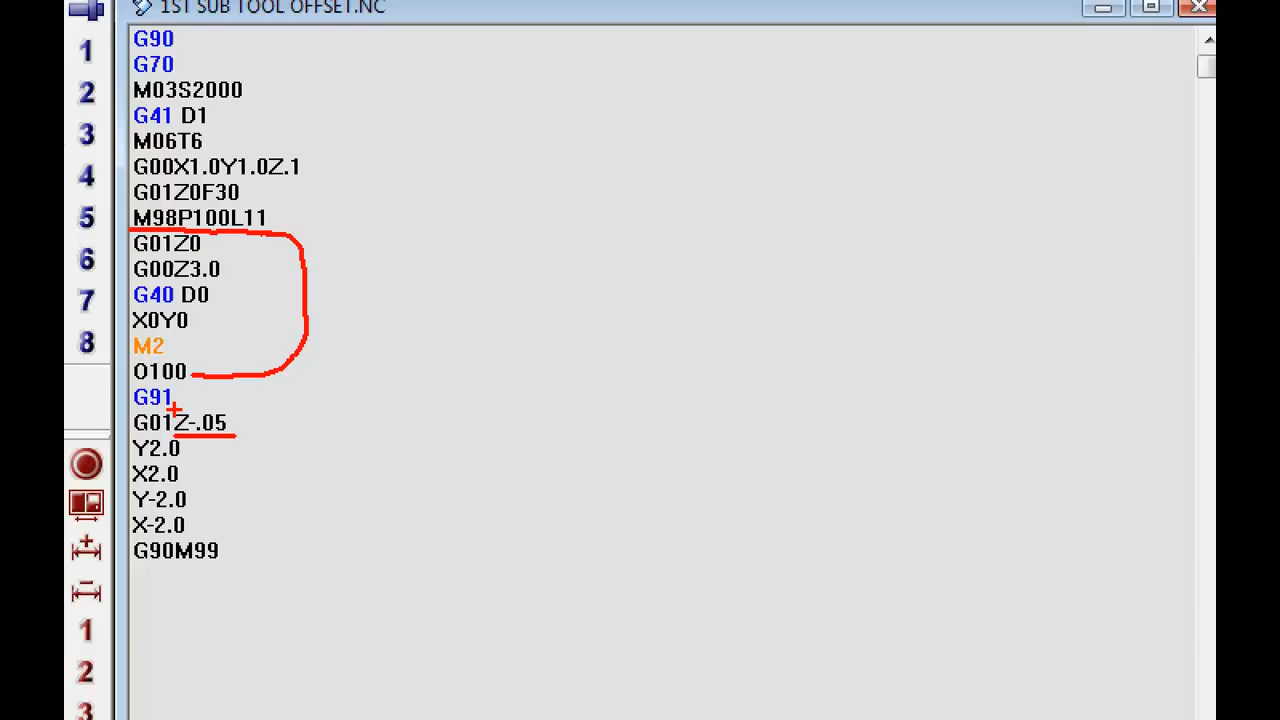 1ST SUB TOOL OFFSET.NC
G90
G70
M03S2000
G41 D1
M06T6
G00X1.0Y1.0Z.1
G01Z0F30
M98P100L11
G01Z0
G00Z3.0
G40 D0
X0Y0
M2
O100
G91
G01Z-.05
Y2.0
X2.0
Y-2.0
X-2.0
G90M99
1
2
3
4
5
6
7
8
1
2
3